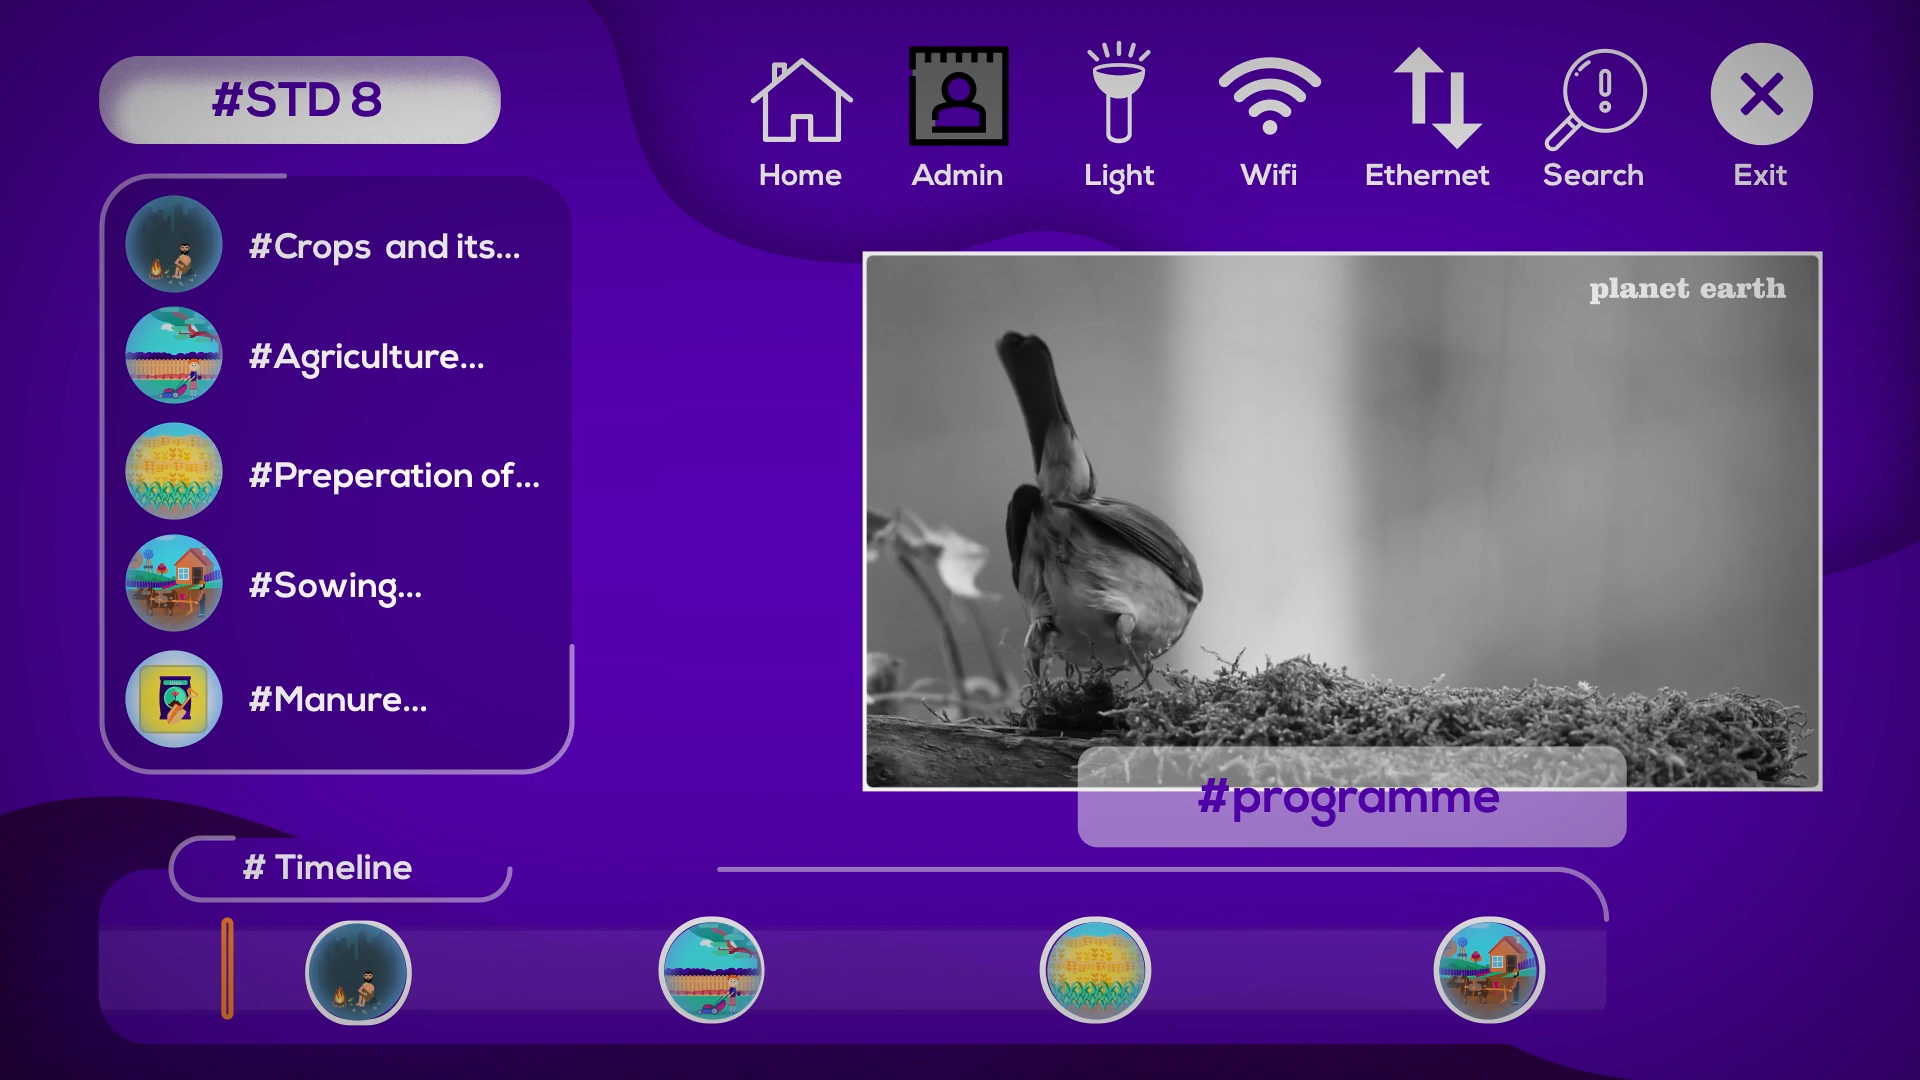 #STD 8
Home
Admin
Light
Wifi
Ethernet
Search
Exit
#Crops and its...
#Agriculture...
#Preperation of...
#Sowing...
#Manure...
planet earth
#programme
# Timeline